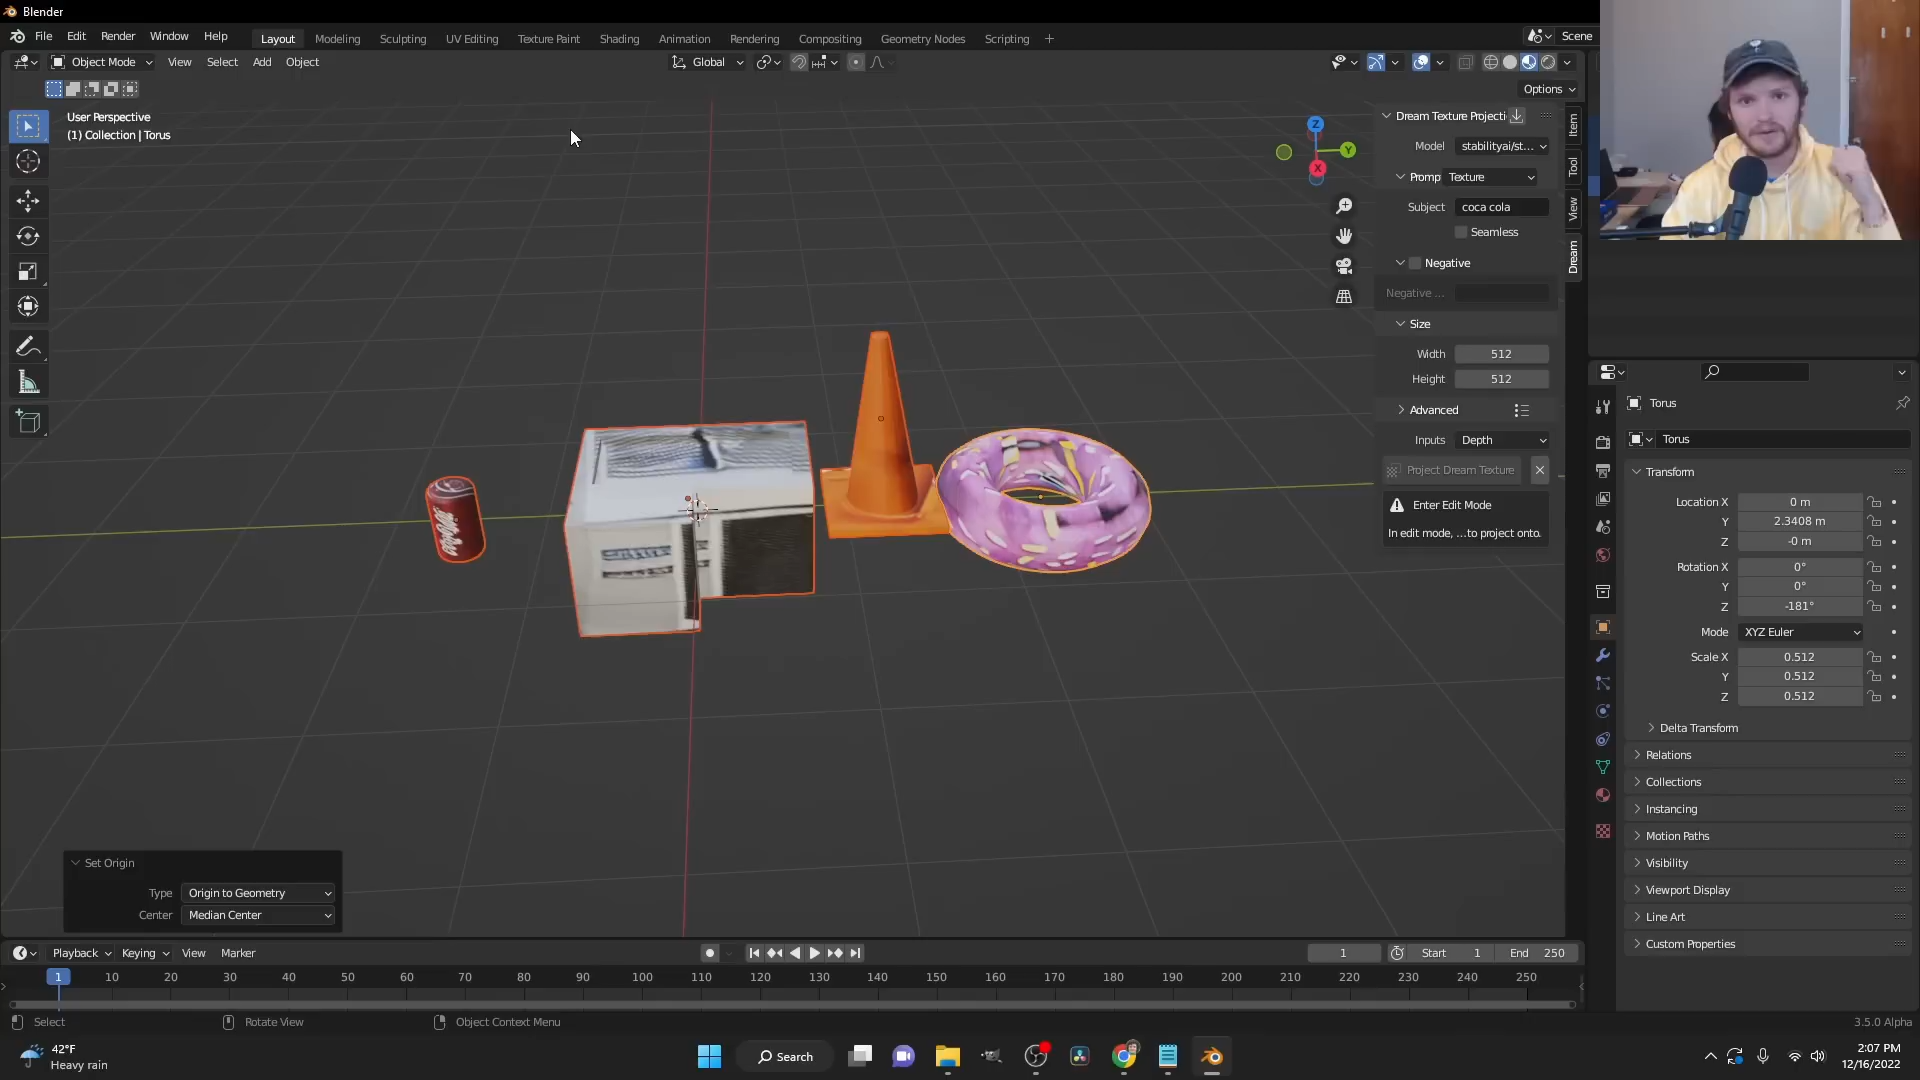 Blender
File Edit Render Window Help Layout Modeling Sculpting UV Editing Texture Paint Shading Animation Rendering Compositing Geometry Nodes Scripting + Scene
Object Mode View Select Add Object Global
Options
User Perspective
(1) Collection | Torus
Dream Texture Projecti
Model stabilityai/st...
Promp Texture
Subject coca cola
Seamless
Negative
Negative ...
Size
Width 512
Height 512
Advanced
Inputs Depth
Project Dream Texture
Enter Edit Mode
In edit mode, ...to project onto.
Item
Tool
View
Dream
Z
Y
X
Torus
Torus
Transform
Location X 0 m
Y 2.3408 m
Z -0 m
Rotation X 0°
Y 0°
Z -181°
Mode XYZ Euler
Scale X 0.512
Y 0.512
Z 0.512
Delta Transform
Relations
Collections
Instancing
Motion Paths
Visibility
Viewport Display
Line Art
Custom Properties
Set Origin
Type Origin to Geometry
Center Median Center
Playback Keying View Marker 1 Start 1 End 250
1 10 20 30 40 50 60 70 80 90 100 110 120 130 140 150 160 170 180 190 200 210 220 230 240 250
Select Rotate View Object Context Menu 3.5.0 Alpha
42°F
Heavy rain
Search
2:07 PM
12/16/2022